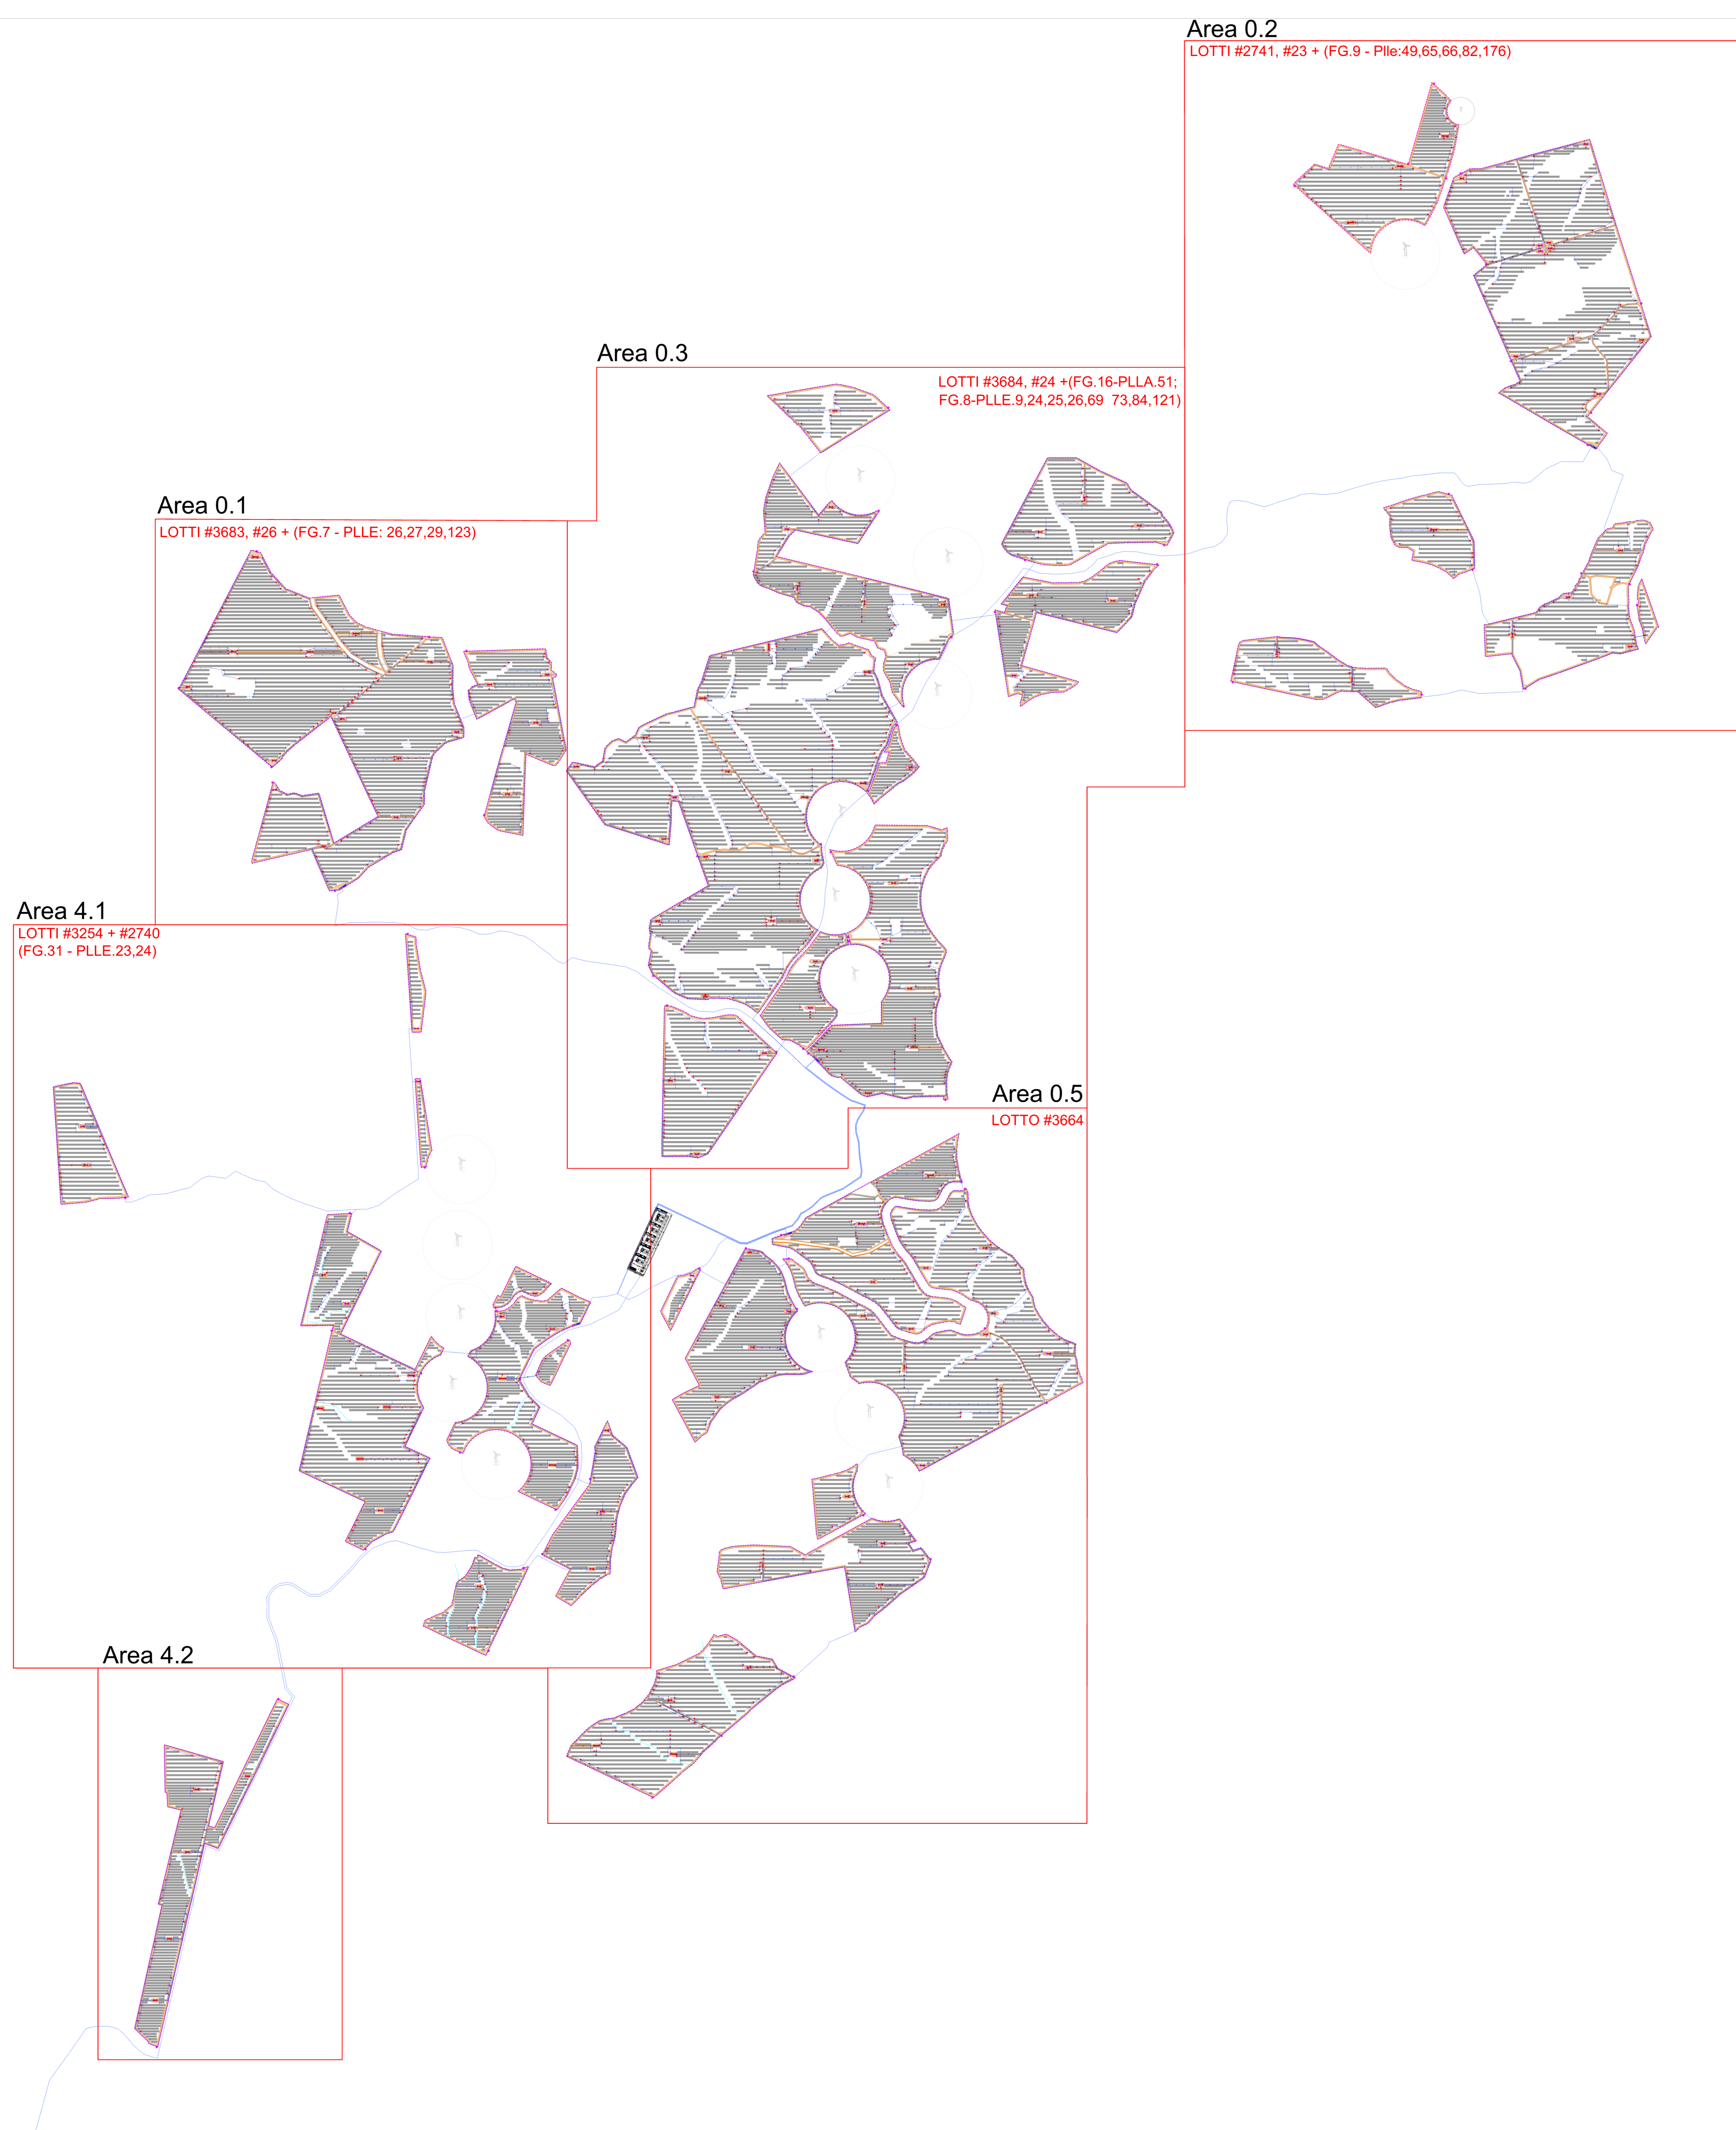 Area 0.2
LOTTI #2741, #23 + (FG.9 - Plle:49,65,66,82,176)
Area 0.3
LOTTI #3684, #24 +(FG.16-PLLA.51;
FG.8-PLLE.9,24,25,26,69 73,84,121)
Area 0.1
LOTTI #3683, #26 + (FG.7 - PLLE: 26,27,29,123)
Area 4.1
LOTTI #3254 + #2740
(FG.31 - PLLE.23,24)
Area 0.5
LOTTO #3664
Area 4.2